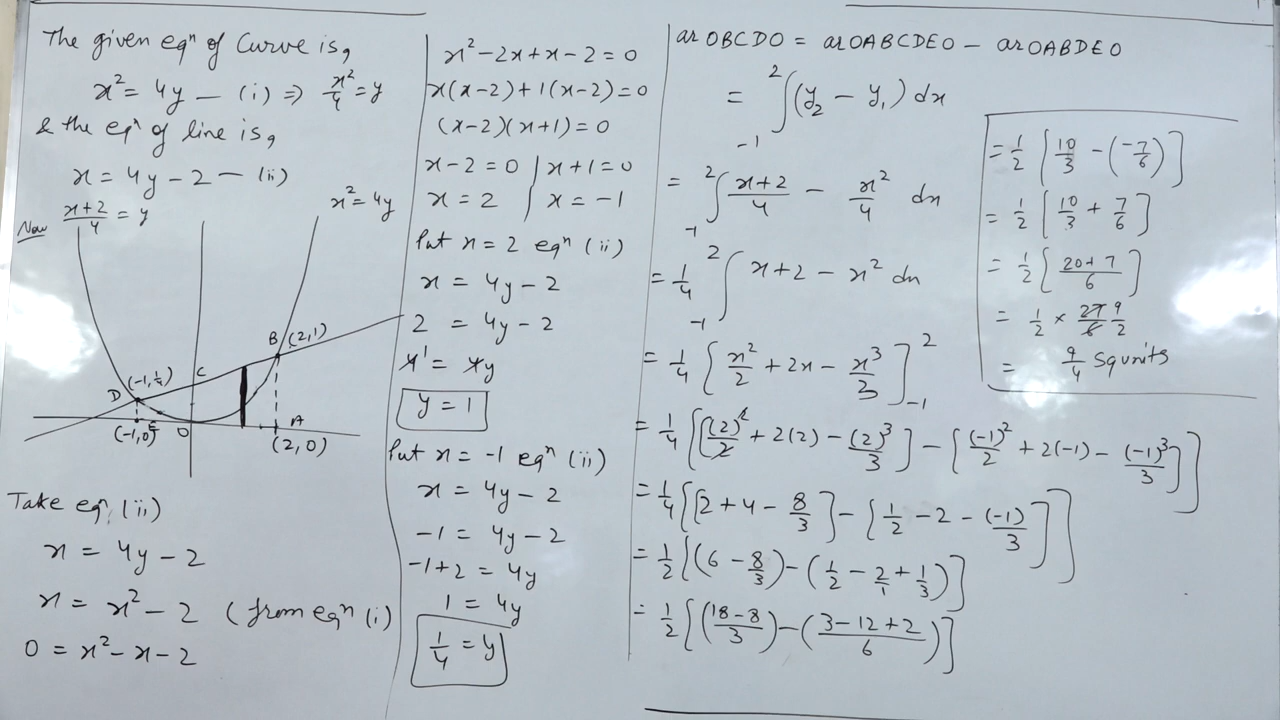 The given eqⁿ of Curve is,
x² = 4y — (i) ⇒ x²/4 = y
& the eqⁿ of line is,
x = 4y − 2 — (ii)
Now x+2/4 = y
x² = 4y
B (2,1)
(-1, 1/4)
C
D
E
A
(-1,0)
O
(2,0)
Take eqⁿ (ii)
x = 4y − 2
x = x² − 2 (from eqⁿ (i)
0 = x² − x − 2
x² − 2x + x − 2 = 0
x(x−2) + 1(x−2) = 0
(x−2)(x+1) = 0
x − 2 = 0 | x + 1 = 0
x = 2 | x = −1
Put x = 2 eqⁿ (ii)
x = 4y − 2
2 = 4y − 2
4 1 = 4y
y = 1
Put x = −1 eqⁿ (ii)
x = 4y − 2
−1 = 4y − 2
−1+2 = 4y
1 = 4y
1/4 = y
ar OBCDO = ar OABCDEO − ar OABDEO
= ₋₁∫² (y₂ − y₁) dx
= ₋₁∫² x+2/4 − x²/4 dx
= 1/4 ₋₁∫² x+2 − x² dx
= 1/4 [x²/2 + 2x − x³/3]₋₁²
= 1/4 [[(2)²/2 + 2(2) − (2)³/3] − [(-1)²/2 + 2(-1) − (-1)³/3]]
= 1/4 [[2 + 4 − 8/3] − [1/2 − 2 − (-1)/3]]
= 1/2 [(6 − 8/3) − (1/2 − 2/1 + 1/3)]
= 1/2 [(18−8/3) − (3−12+2/6)]
= 1/2 [10/3 − (-7/6)]
= 1/2 [10/3 + 7/6]
= 1/2 [20+7/6]
= 1/2 × 27/6 9/2
= 9/4 Sq units